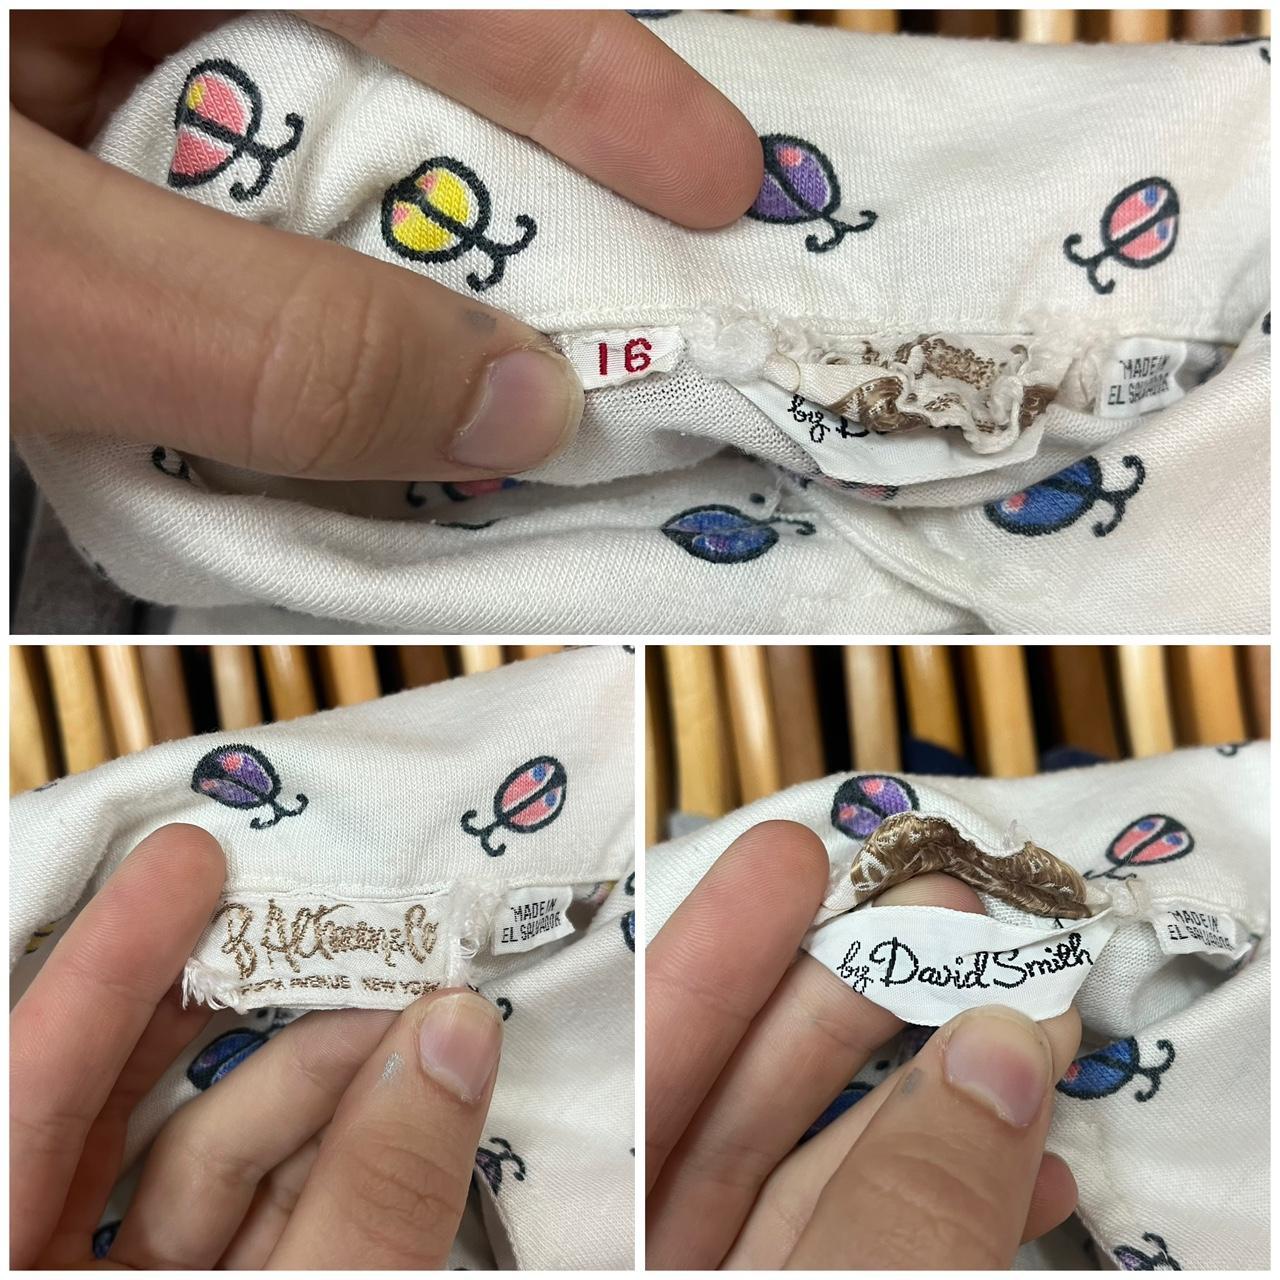 16
by D
MADE IN
EL SALVADOR
B Altman & Co
AVENUE NEW YORK
MADE IN
EL SALVADOR
by David Smith
MADE IN
EL SALVADOR